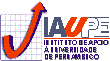 IAUPE
INSTITUTO DE APOIO
À UNIVERSIDADE
DE PERNAMBUCO